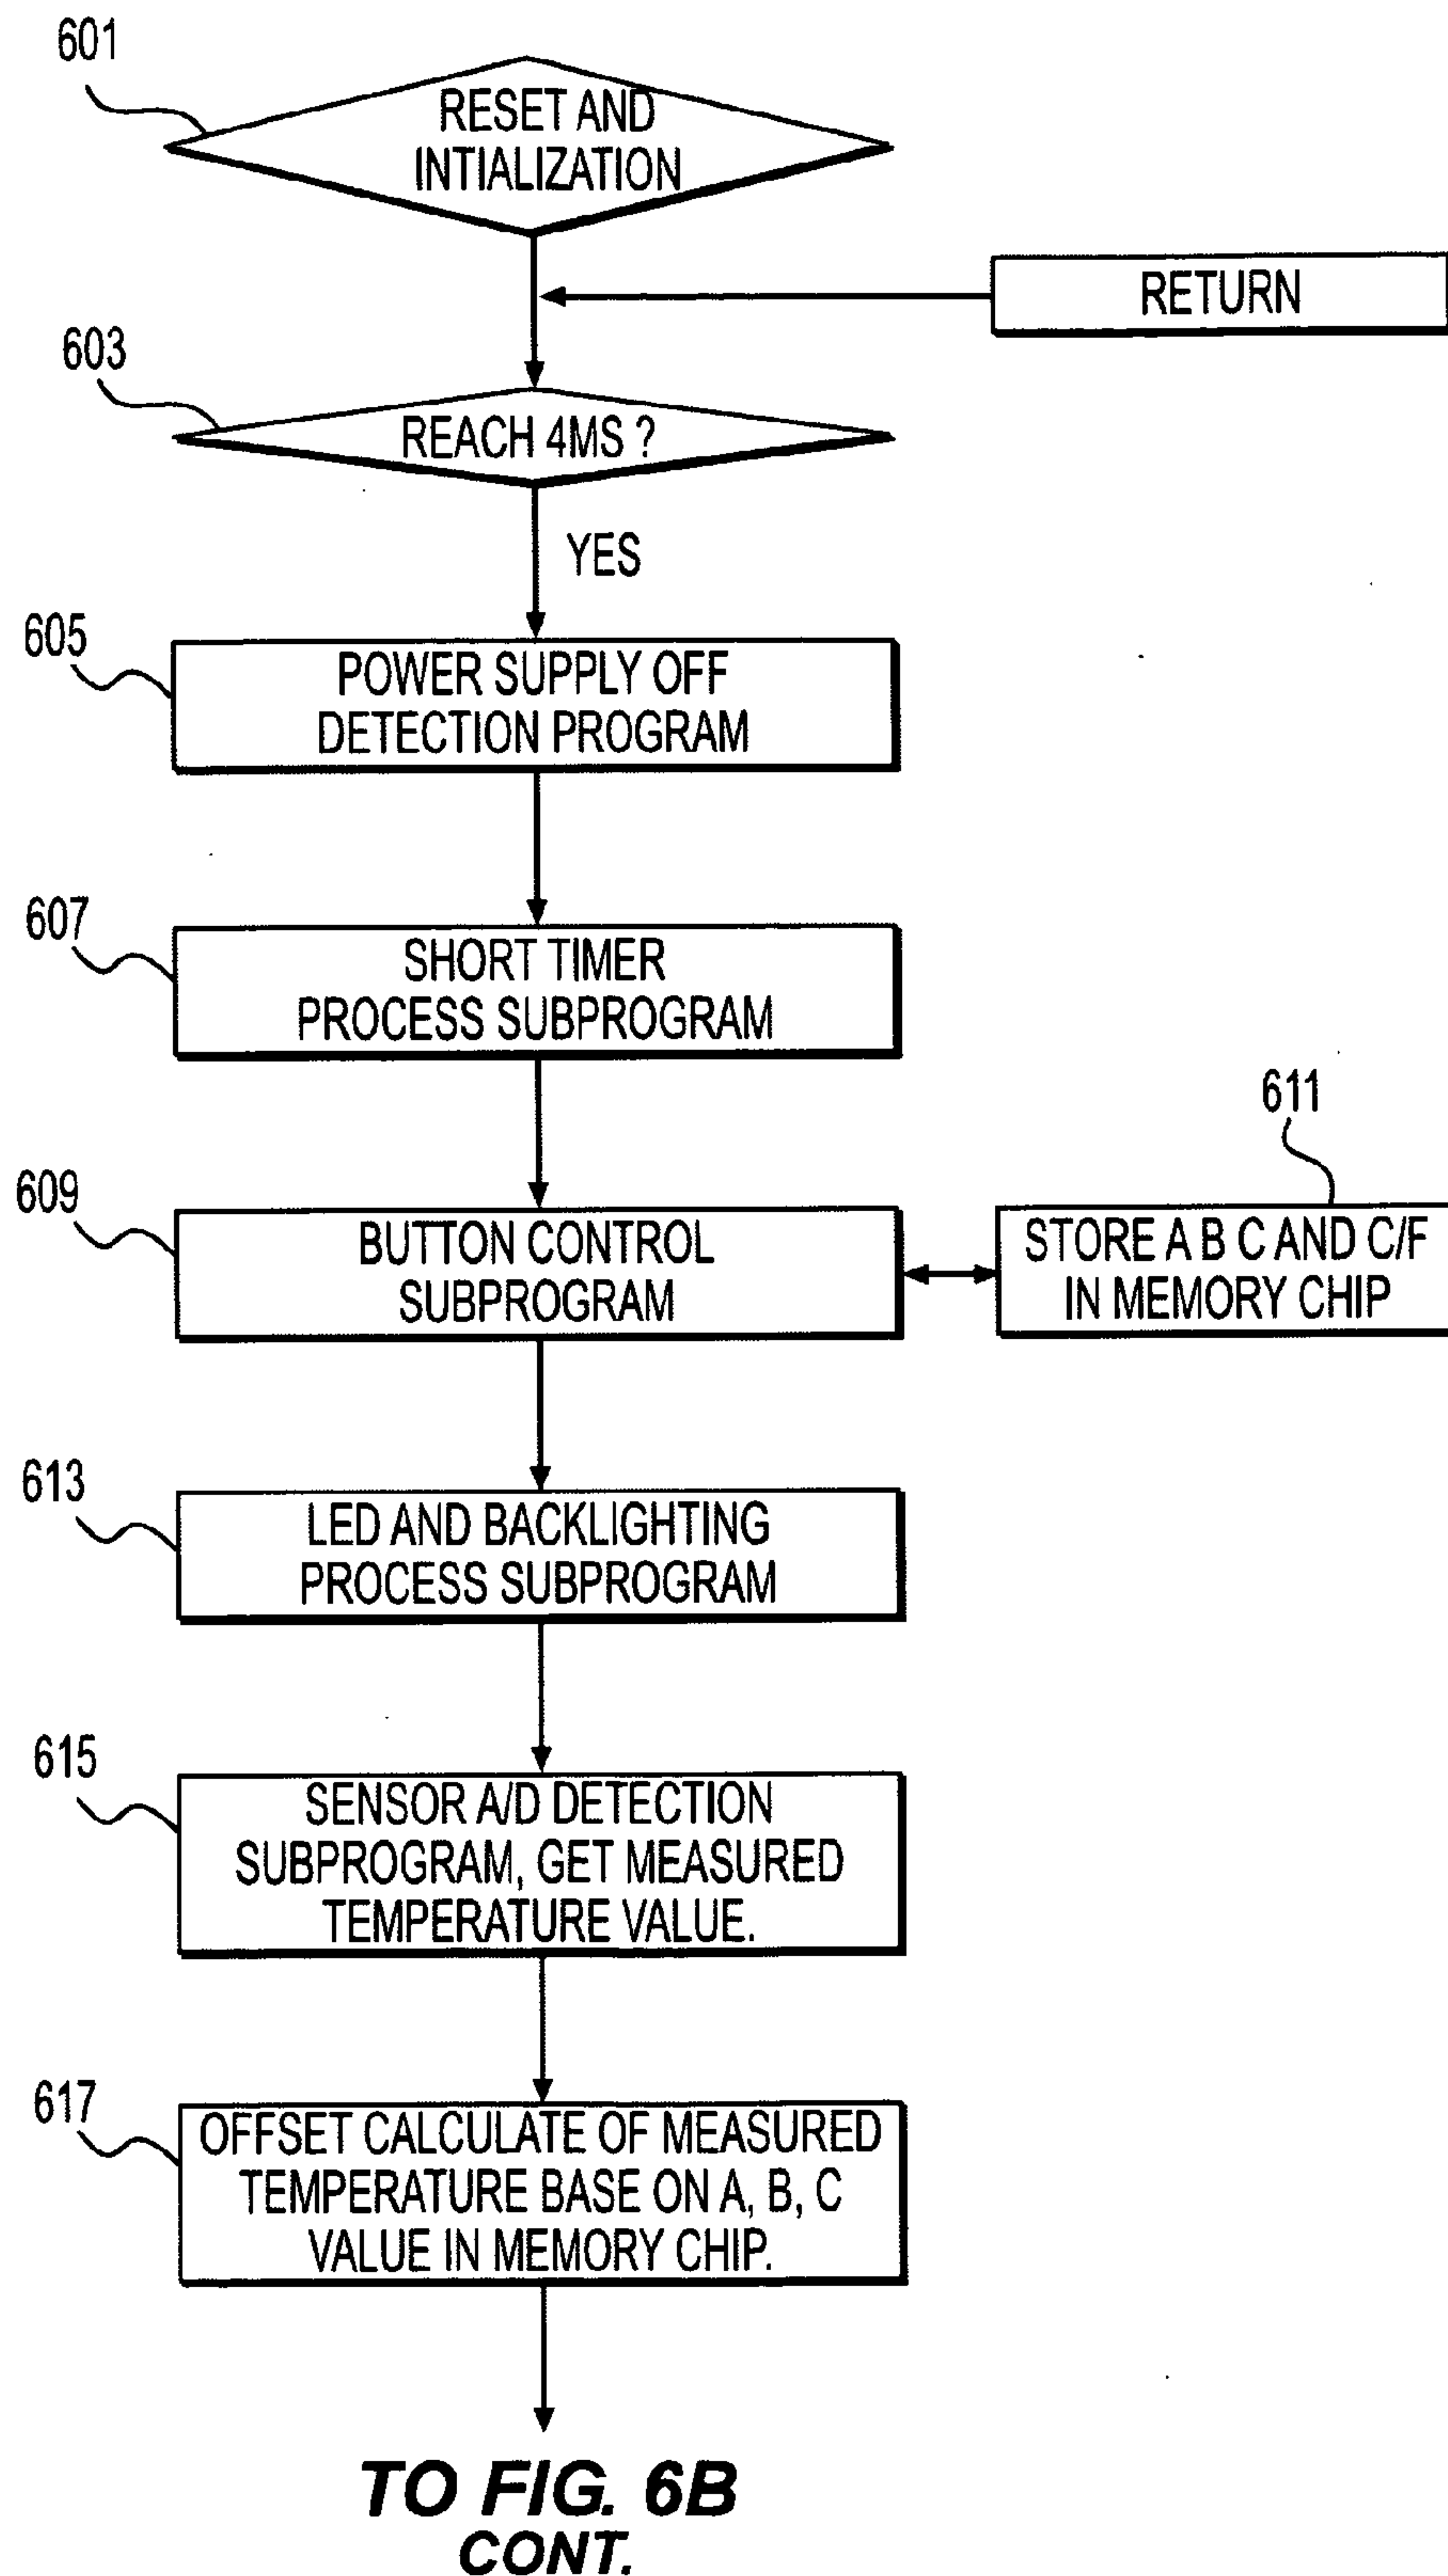 601
RESET AND
INTIALIZATION
RETURN
603
REACH 4MS ?
YES
605
POWER SUPPLY OFF
DETECTION PROGRAM
607
SHORT TIMER
PROCESS SUBPROGRAM
611
609
BUTTON CONTROL
SUBPROGRAM
STORE A B C AND C/F
IN MEMORY CHIP
613
LED AND BACKLIGHTING
PROCESS SUBPROGRAM
615
SENSOR A/D DETECTION
SUBPROGRAM, GET MEASURED
TEMPERATURE VALUE.
617
OFFSET CALCULATE OF MEASURED
TEMPERATURE BASE ON A, B, C
VALUE IN MEMORY CHIP.
TO FIG. 6B
CONT.